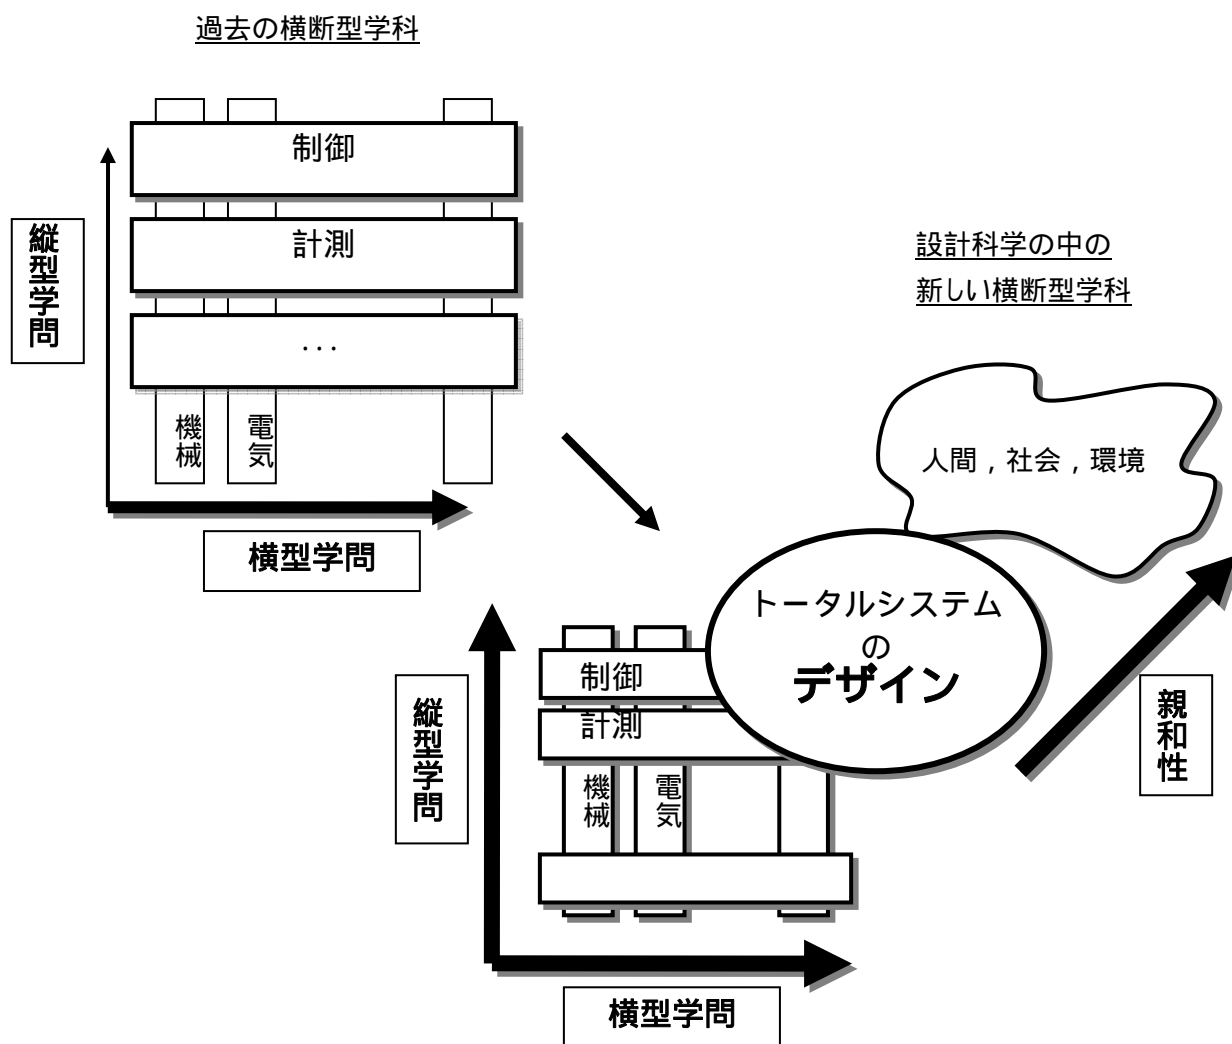 過去の横断型学科
制御
計測
...
縦型学問
機械
電気
横型学問
設計科学の中の
新しい横断型学科
人間，社会，環境
トータルシステム
の
デザイン
制御
計測
機械
電気
縦型学問
横型学問
親和性